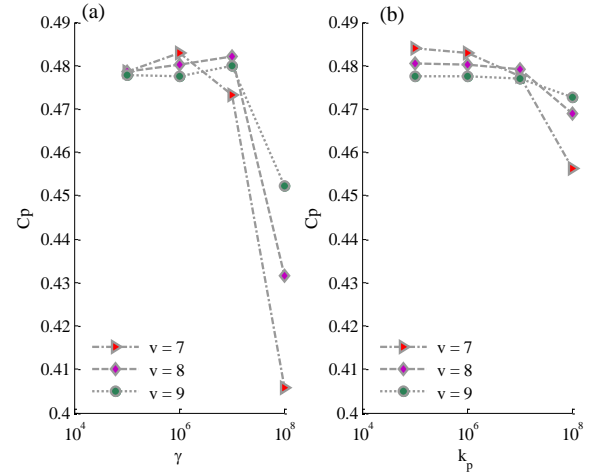 (a)
0.49
0.48
0.47
0.46
0.45
0.44
0.43
0.42
0.41
0.4
Cp
v = 7
v = 8
v = 9
10^4
10^6
10^8
γ
(b)
0.49
0.48
0.47
0.46
0.45
0.44
0.43
0.42
0.41
0.4
Cp
v = 7
v = 8
v = 9
10^4
10^6
10^8
k_p